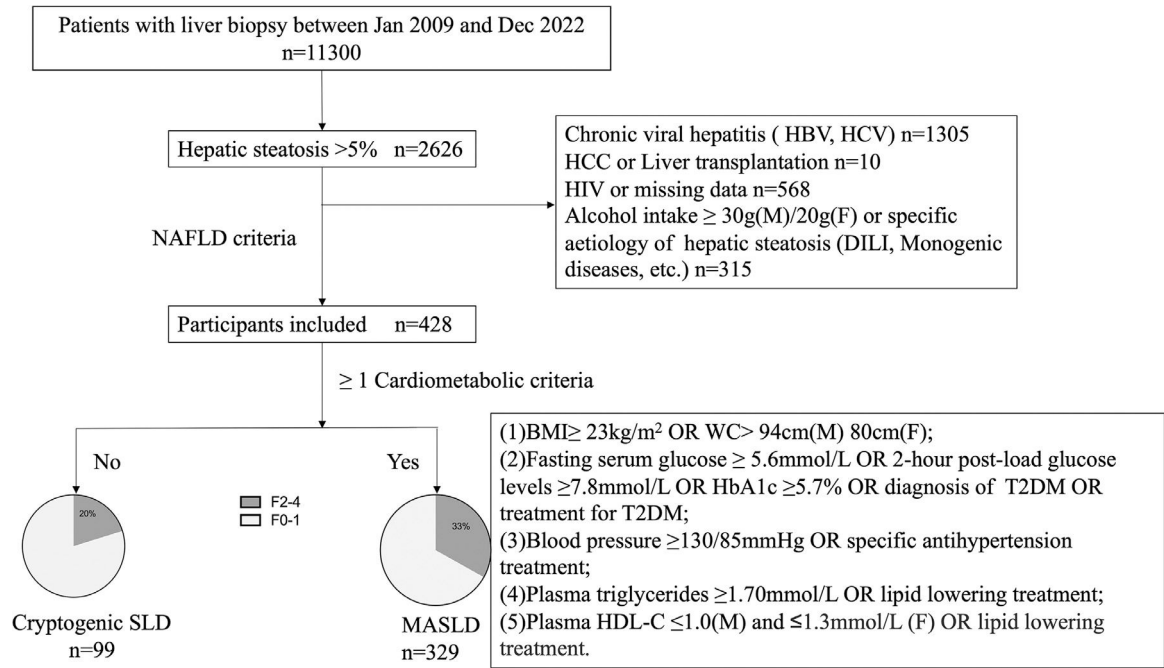 Patients with liver biopsy between Jan 2009 and Dec 2022
n=11300
Hepatic steatosis >5% n=2626
Chronic viral hepatitis ( HBV, HCV) n=1305
HCC or Liver transplantation n=10
HIV or missing data n=568
Alcohol intake ≥ 30g(M)/20g(F) or specific
aetiology of hepatic steatosis (DILI, Monogenic
diseases, etc.) n=315
NAFLD criteria
Participants included n=428
≥ 1 Cardiometabolic criteria
No
Yes
F2-4
F0-1
20%
33%
Cryptogenic SLD
n=99
MASLD
n=329
(1)BMI≥ 23kg/m² OR WC> 94cm(M) 80cm(F);
(2)Fasting serum glucose ≥ 5.6mmol/L OR 2-hour post-load glucose
levels ≥7.8mmol/L OR HbA1c ≥5.7% OR diagnosis of T2DM OR
treatment for T2DM;
(3)Blood pressure ≥130/85mmHg OR specific antihypertension
treatment;
(4)Plasma triglycerides ≥1.70mmol/L OR lipid lowering treatment;
(5)Plasma HDL-C ≤1.0(M) and ≤1.3mmol/L (F) OR lipid lowering
treatment.